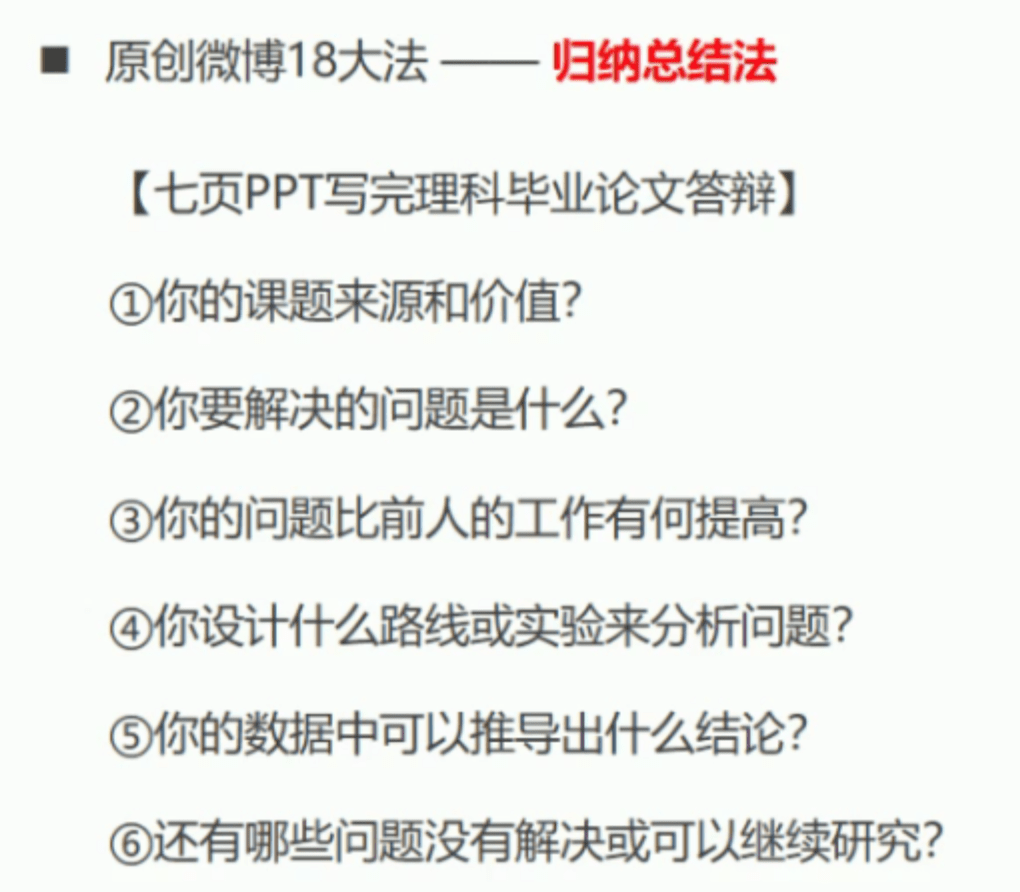 ■ 原创微博18大法 —— 归纳总结法
【七页PPT写完理科毕业论文答辩】
①你的课题来源和价值？
②你要解决的问题是什么？
③你的问题比前人的工作有何提高？
④你设计什么路线或实验来分析问题？
⑤你的数据中可以推导出什么结论？
⑥还有哪些问题没有解决或可以继续研究？